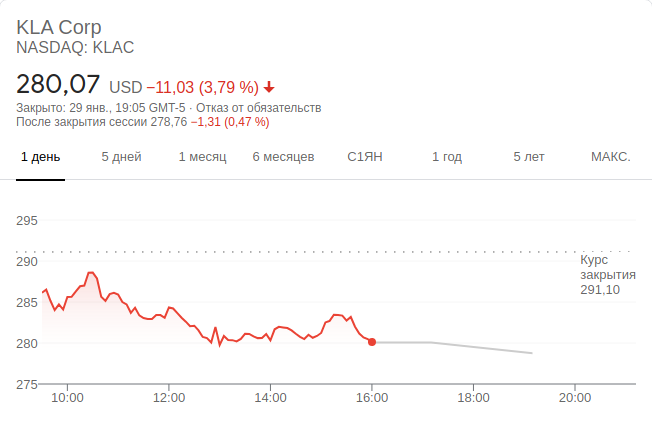 KLA Corp
NASDAQ: KLAC
280,07 USD −11,03 (3,79 %)
Закрыто: 29 янв., 19:05 GMT-5 · Отказ от обязательств
После закрытия сессии 278,76 −1,31 (0,47 %)
1 день 5 дней 1 месяц 6 месяцев С1ЯН 1 год 5 лет МАКС.
295
290
285
280
275
Курс
закрытия
291,10
10:00 12:00 14:00 16:00 18:00 20:00